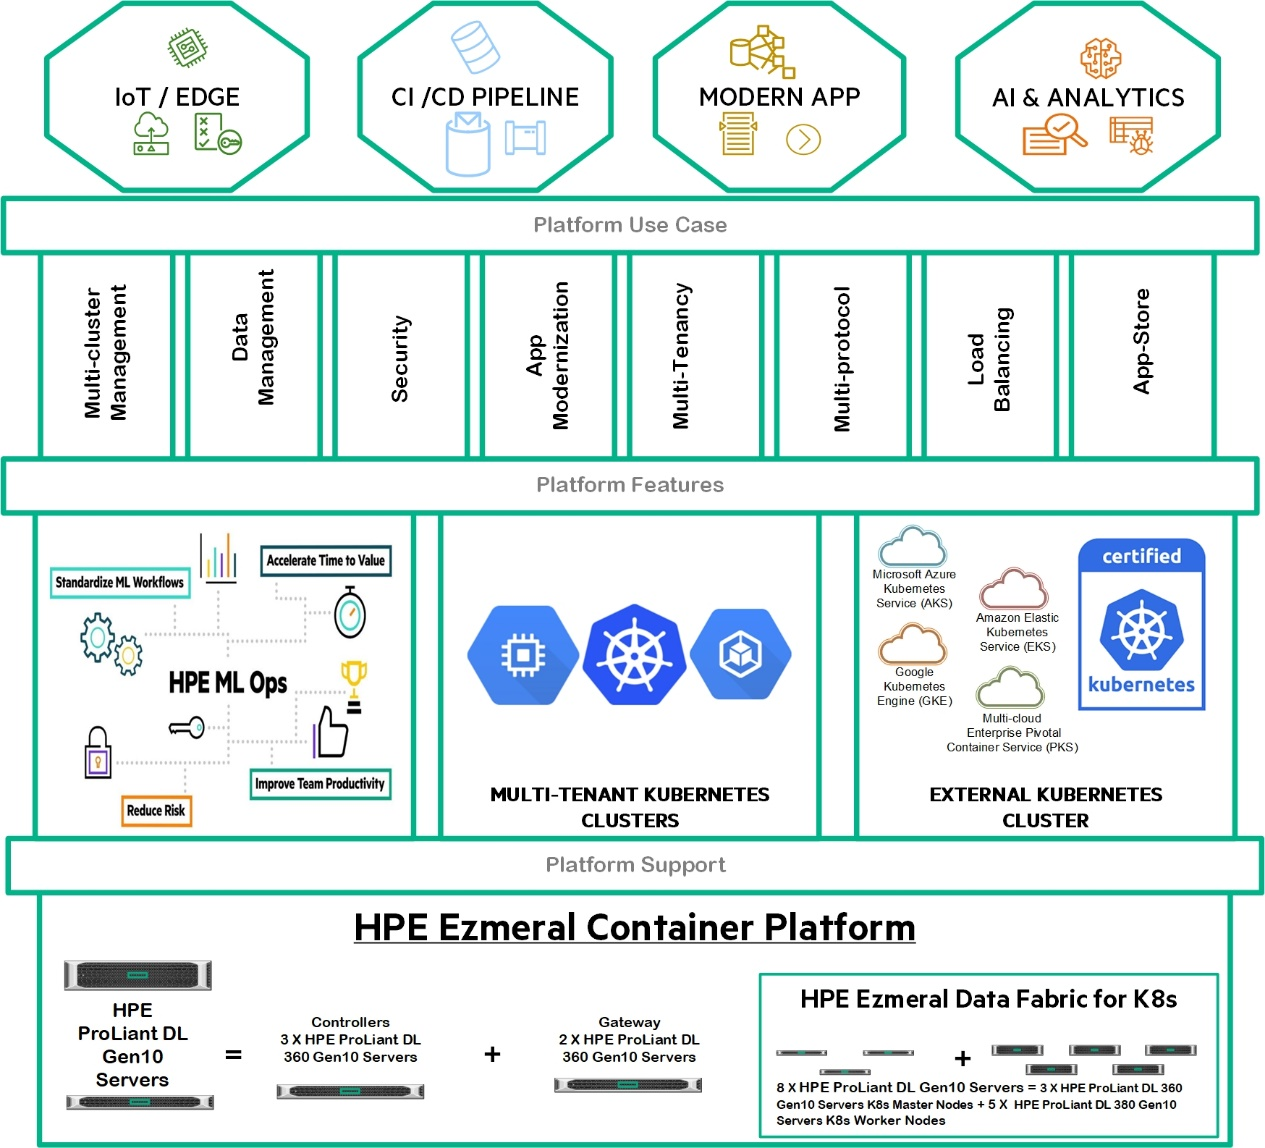 IoT / EDGE
CI /CD PIPELINE
MODERN APP
AI & ANALYTICS
Platform Use Case
Multi-cluster
Management
Data
Management
Security
App
Modernization
Multi-Tenancy
Multi-protocol
Load
Balancing
App-Store
Platform Features
Standardize ML Workflows
Accelerate Time to Value
HPE ML Ops
Improve Team Productivity
Reduce Risk
MULTI-TENANT KUBERNETES
CLUSTERS
Microsoft Azure
Kubernetes
Service (AKS)
Amazon Elastic
Kubernetes
Service (EKS)
Google
Kubernetes
Engine (GKE)
Multi-cloud
Enterprise Pivotal
Container Service (PKS)
certified
kubernetes
EXTERNAL KUBERNETES
CLUSTER
Platform Support
HPE Ezmeral Container Platform
HPE
ProLiant DL
Gen10
Servers
=
Controllers
3 X HPE ProLiant DL
360 Gen10 Servers
+
Gateway
2 X HPE ProLiant DL
360 Gen10 Servers
HPE Ezmeral Data Fabric for K8s
+
8 X HPE ProLiant DL Gen10 Servers = 3 X HPE ProLiant DL 360
Gen10 Servers K8s Master Nodes + 5 X HPE ProLiant DL 380 Gen10
Servers K8s Worker Nodes